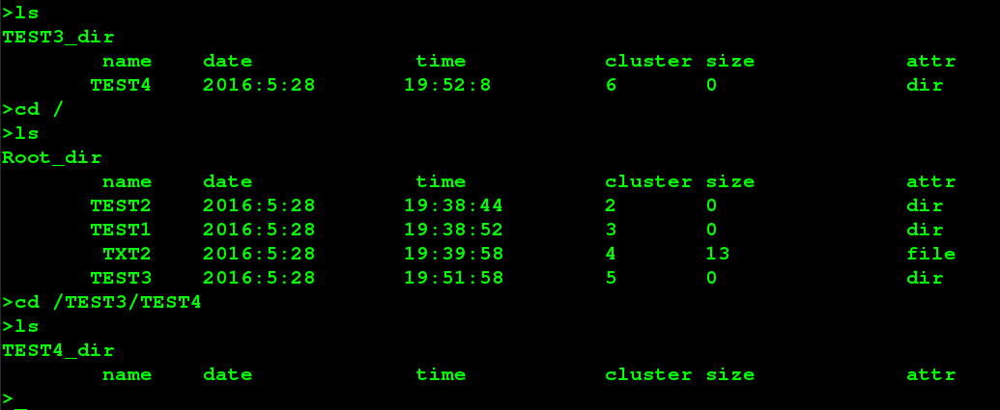 >ls
TEST3_dir
name date time cluster size attr
TEST4 2016:5:28 19:52:8 6 0 dir
>cd /
>ls
Root_dir
name date time cluster size attr
TEST2 2016:5:28 19:38:44 2 0 dir
TEST1 2016:5:28 19:38:52 3 0 dir
TXT2 2016:5:28 19:39:58 4 13 file
TEST3 2016:5:28 19:51:58 5 0 dir
>cd /TEST3/TEST4
>ls
TEST4_dir
name date time cluster size attr
>_